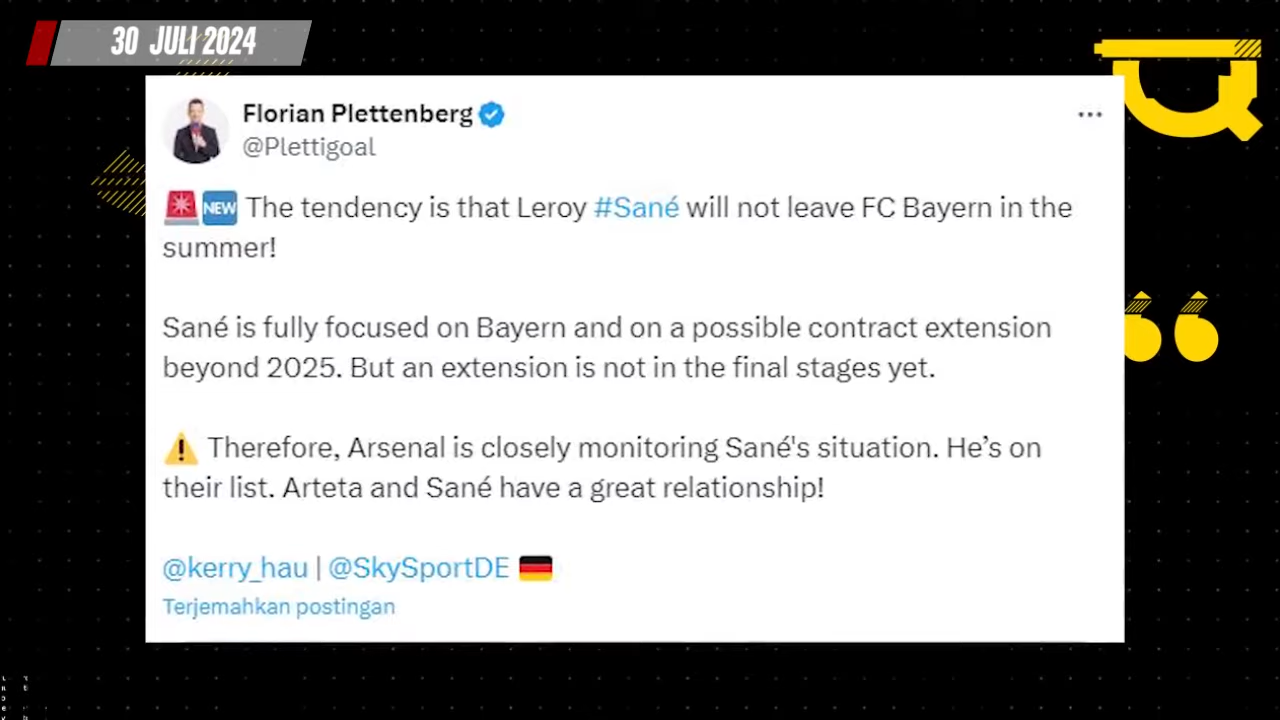 30 JULI 2024
Florian Plettenberg
@Plettigoal
NEW The tendency is that Leroy #Sané will not leave FC Bayern in the
summer!
Sané is fully focused on Bayern and on a possible contract extension
beyond 2025. But an extension is not in the final stages yet.
⚠️ Therefore, Arsenal is closely monitoring Sané's situation. He’s on
their list. Arteta and Sané have a great relationship!
@kerry_hau | @SkySportDE 🇩🇪
Terjemahkan postingan